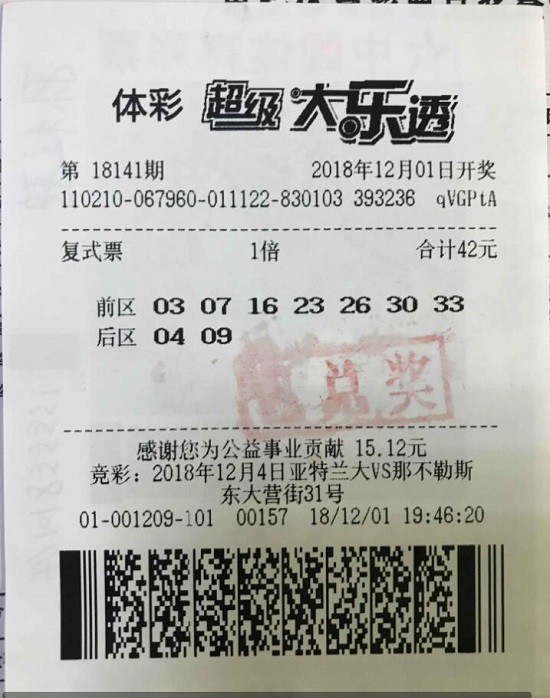 体彩 超级大乐透
第 18141期 2018年12月01日开奖
110210-067960-011122-830103 393236 qVGPtA
复式票 1倍 合计42元
前区 03 07 16 23 26 30 33
后区 04 09
兑奖
感谢您为公益事业贡献 15.12元
竞彩：2018年12月4日亚特兰大VS那不勒斯
东大营街31号
01-001209-101 00157 18/12/01 19:46:20